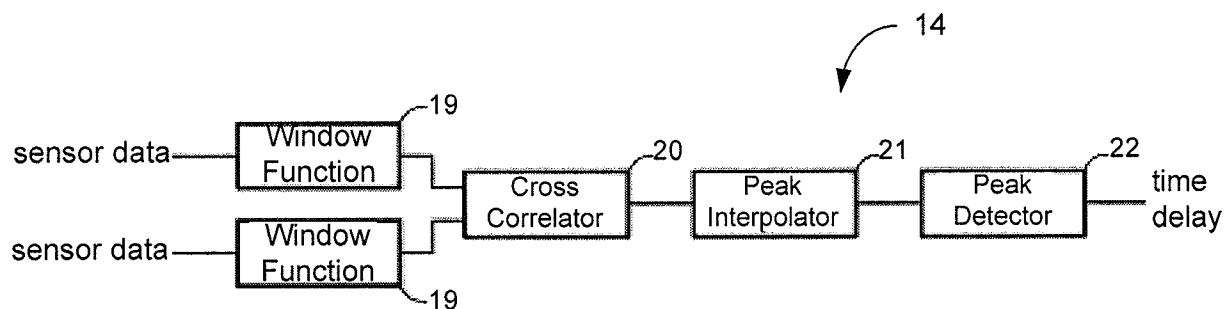 14
19
sensor data
Window
Function
20
21
22
Cross
Correlator
Peak
Interpolator
Peak
Detector
time
delay
sensor data
Window
Function
19